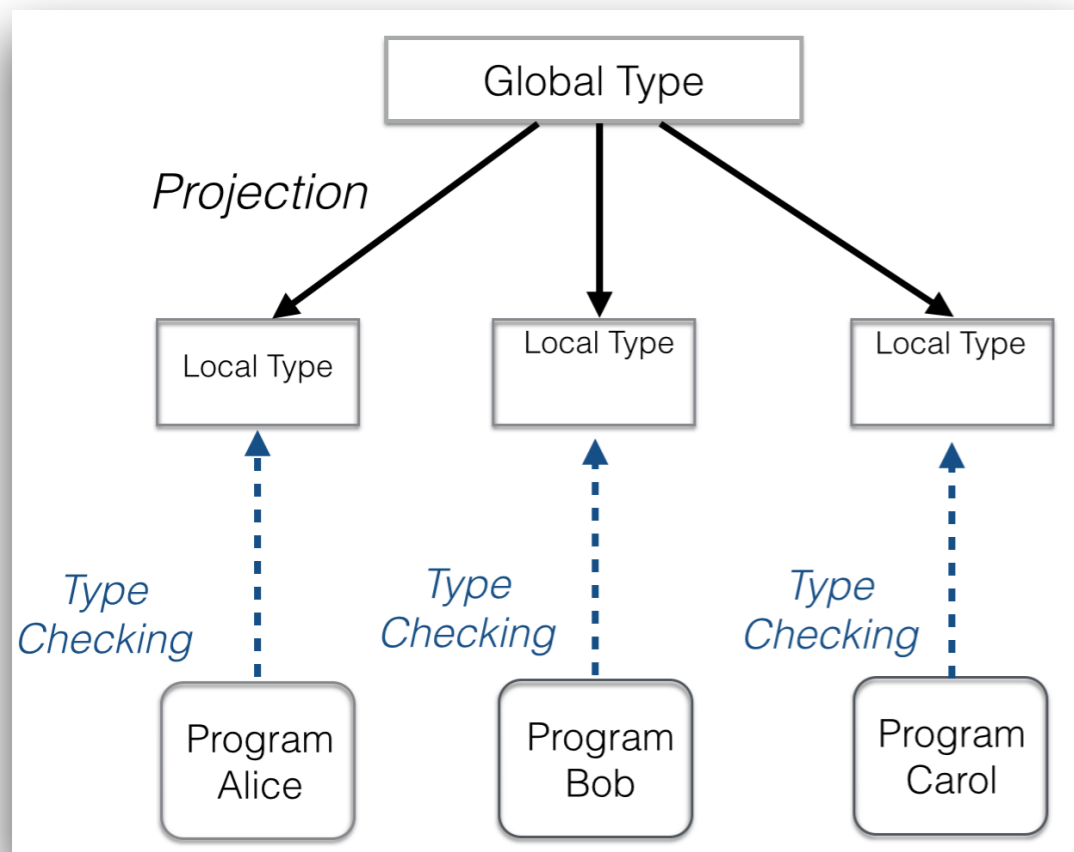 Global Type
Projection
Local Type
Local Type
Local Type
Type
Checking
Type
Checking
Type
Checking
Program
Alice
Program
Bob
Program
Carol